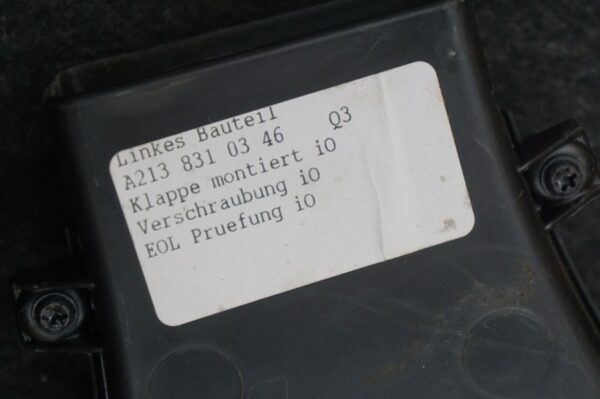 Linkes Bauteil
A213 831 03 46 Q3
Klappe montiert iO
Verschraubung iO
EOL Pruefung iO